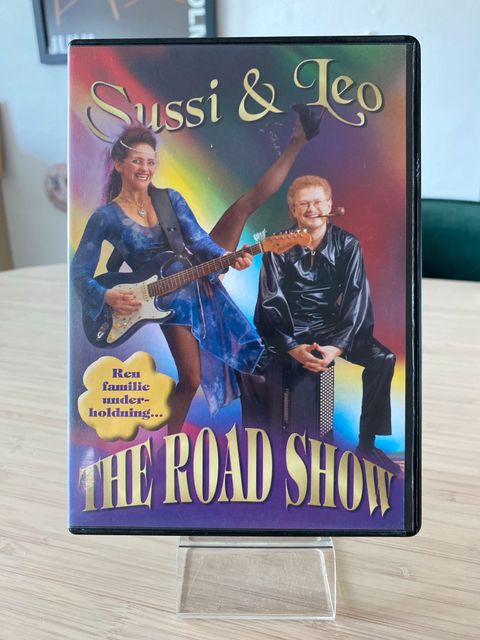 Sussi & Leo
Ren
familie
under-
holdning...
THE ROAD SHOW